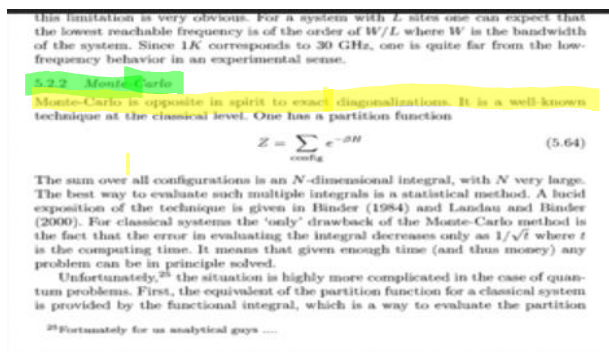 this limitation is very obvious. For a system with L sites one can expect that
the lowest reachable frequency is of the order of W/L where W is the bandwidth
of the system. Since 1K corresponds to 30 GHz, one is quite far from the low-
frequency behavior in an experimental sense.
5.2.2 Monte-Carlo
Monte-Carlo is opposite in spirit to exact diagonalizations. It is a well-known
technique at the classical level. One has a partition function
Z = ∑ e^{-βH} (5.64)
config
The sum over all configurations is an N-dimensional integral, with N very large.
The best way to evaluate such multiple integrals is a statistical method. A lucid
exposition of the technique is given in Binder (1984) and Landau and Binder
(2000). For classical systems the 'only' drawback of the Monte-Carlo method is
the fact that the error in evaluating the integral decreases only as 1/√t where t
is the computing time. It means that given enough time (and thus money) any
problem can be in principle solved.
Unfortunately,²⁵ the situation is highly more complicated in the case of quan-
tum problems. First, the equivalent of the partition function for a classical system
is provided by the functional integral, which is a way to evaluate the partition
²⁵Fortunately for us analytical guys ....